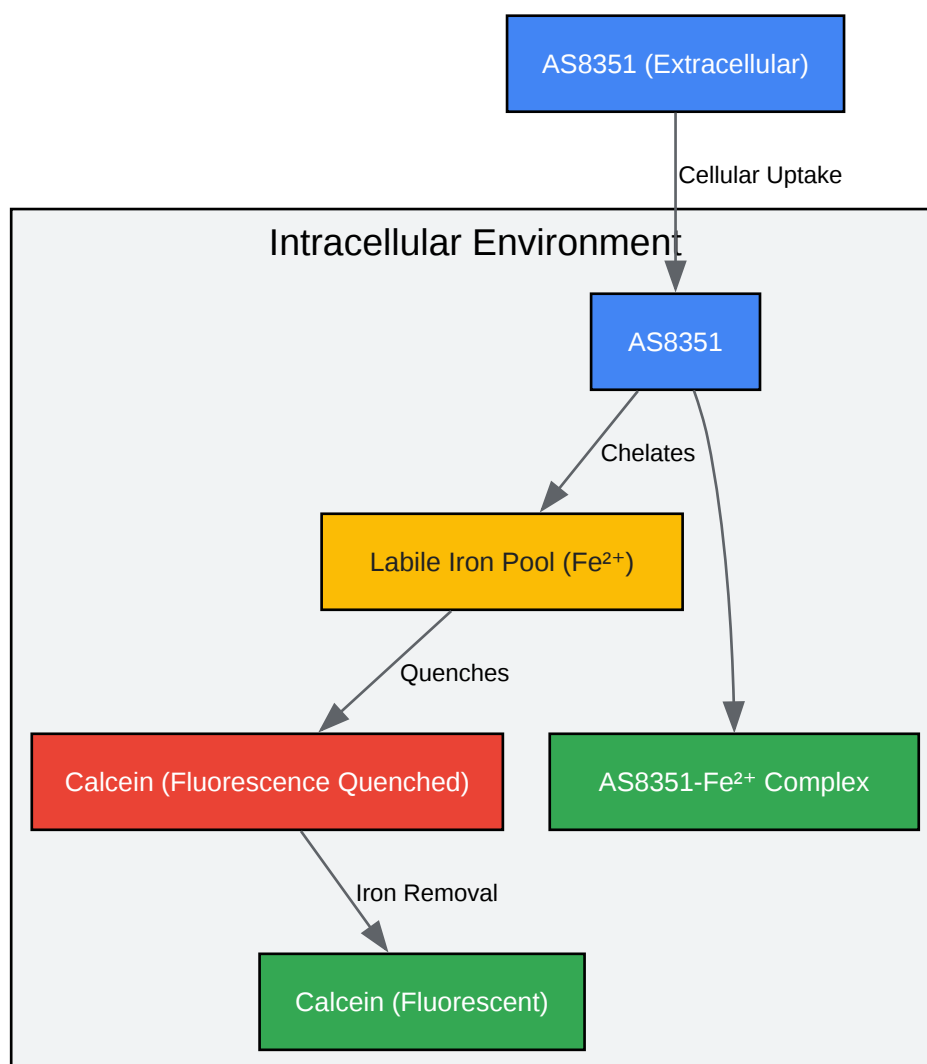 AS8351 (Extracellular)
Cellular Uptake
Intracellular Environment
AS8351
Chelates
Labile Iron Pool (Fe²⁺)
Quenches
Calcein (Fluorescence Quenched)
AS8351-Fe²⁺ Complex
Iron Removal
Calcein (Fluorescent)